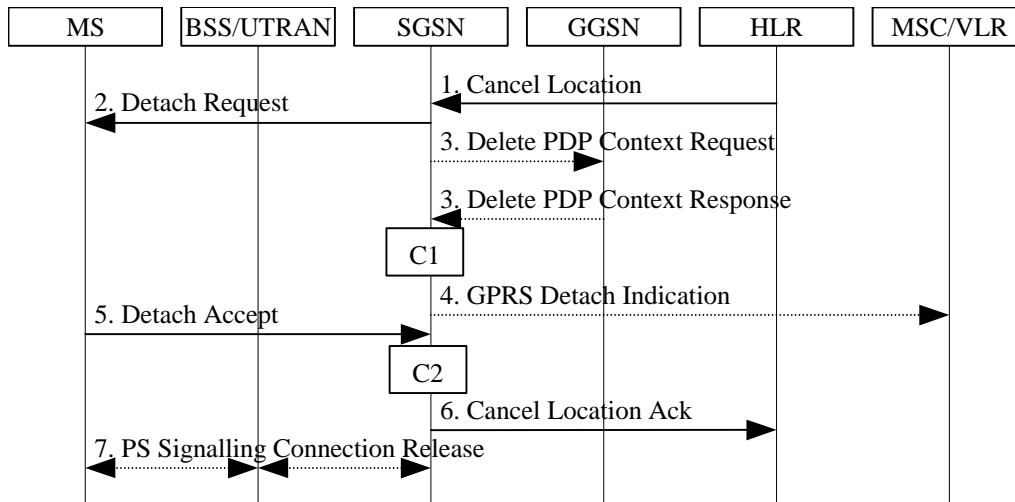 MS BSS/UTRAN SGSN GGSN HLR MSC/VLR
1. Cancel Location
2. Detach Request
3. Delete PDP Context Request
3. Delete PDP Context Response
C1
4. GPRS Detach Indication
5. Detach Accept
C2
6. Cancel Location Ack
7. PS Signalling Connection Release